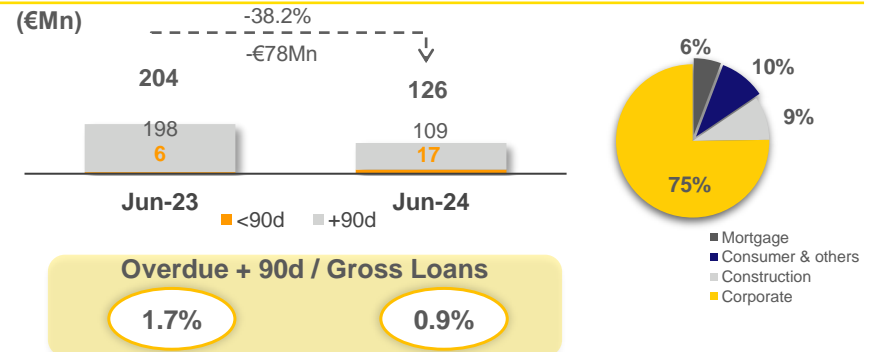 (€Mn)
-38.2%
-€78Mn
204
126
198
6
109
17
Jun-23
Jun-24
<90d
+90d
6%
10%
9%
75%
Mortgage
Consumer & others
Construction
Corporate
Overdue + 90d / Gross Loans
1.7%
0.9%